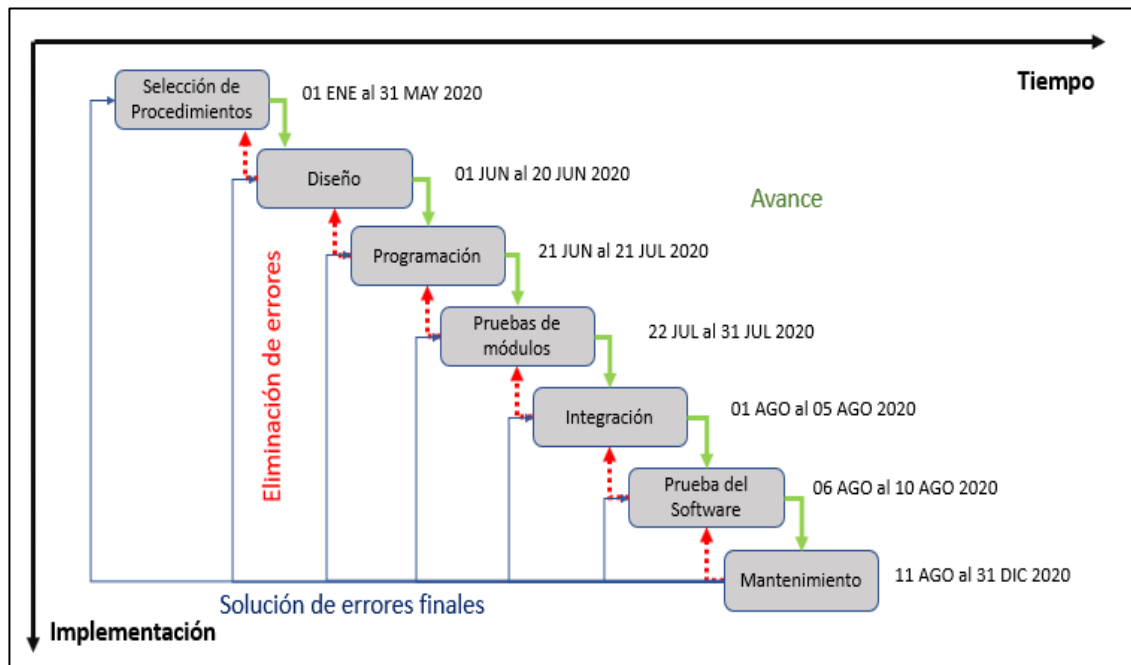 Tiempo
Selección de
Procedimientos
01 ENE al 31 MAY 2020
Diseño
01 JUN al 20 JUN 2020
Avance
Programación
21 JUN al 21 JUL 2020
Eliminación de errores
Pruebas de
módulos
22 JUL al 31 JUL 2020
Integración
01 AGO al 05 AGO 2020
Prueba del
Software
06 AGO al 10 AGO 2020
Mantenimiento
11 AGO al 31 DIC 2020
Solución de errores finales
Implementación